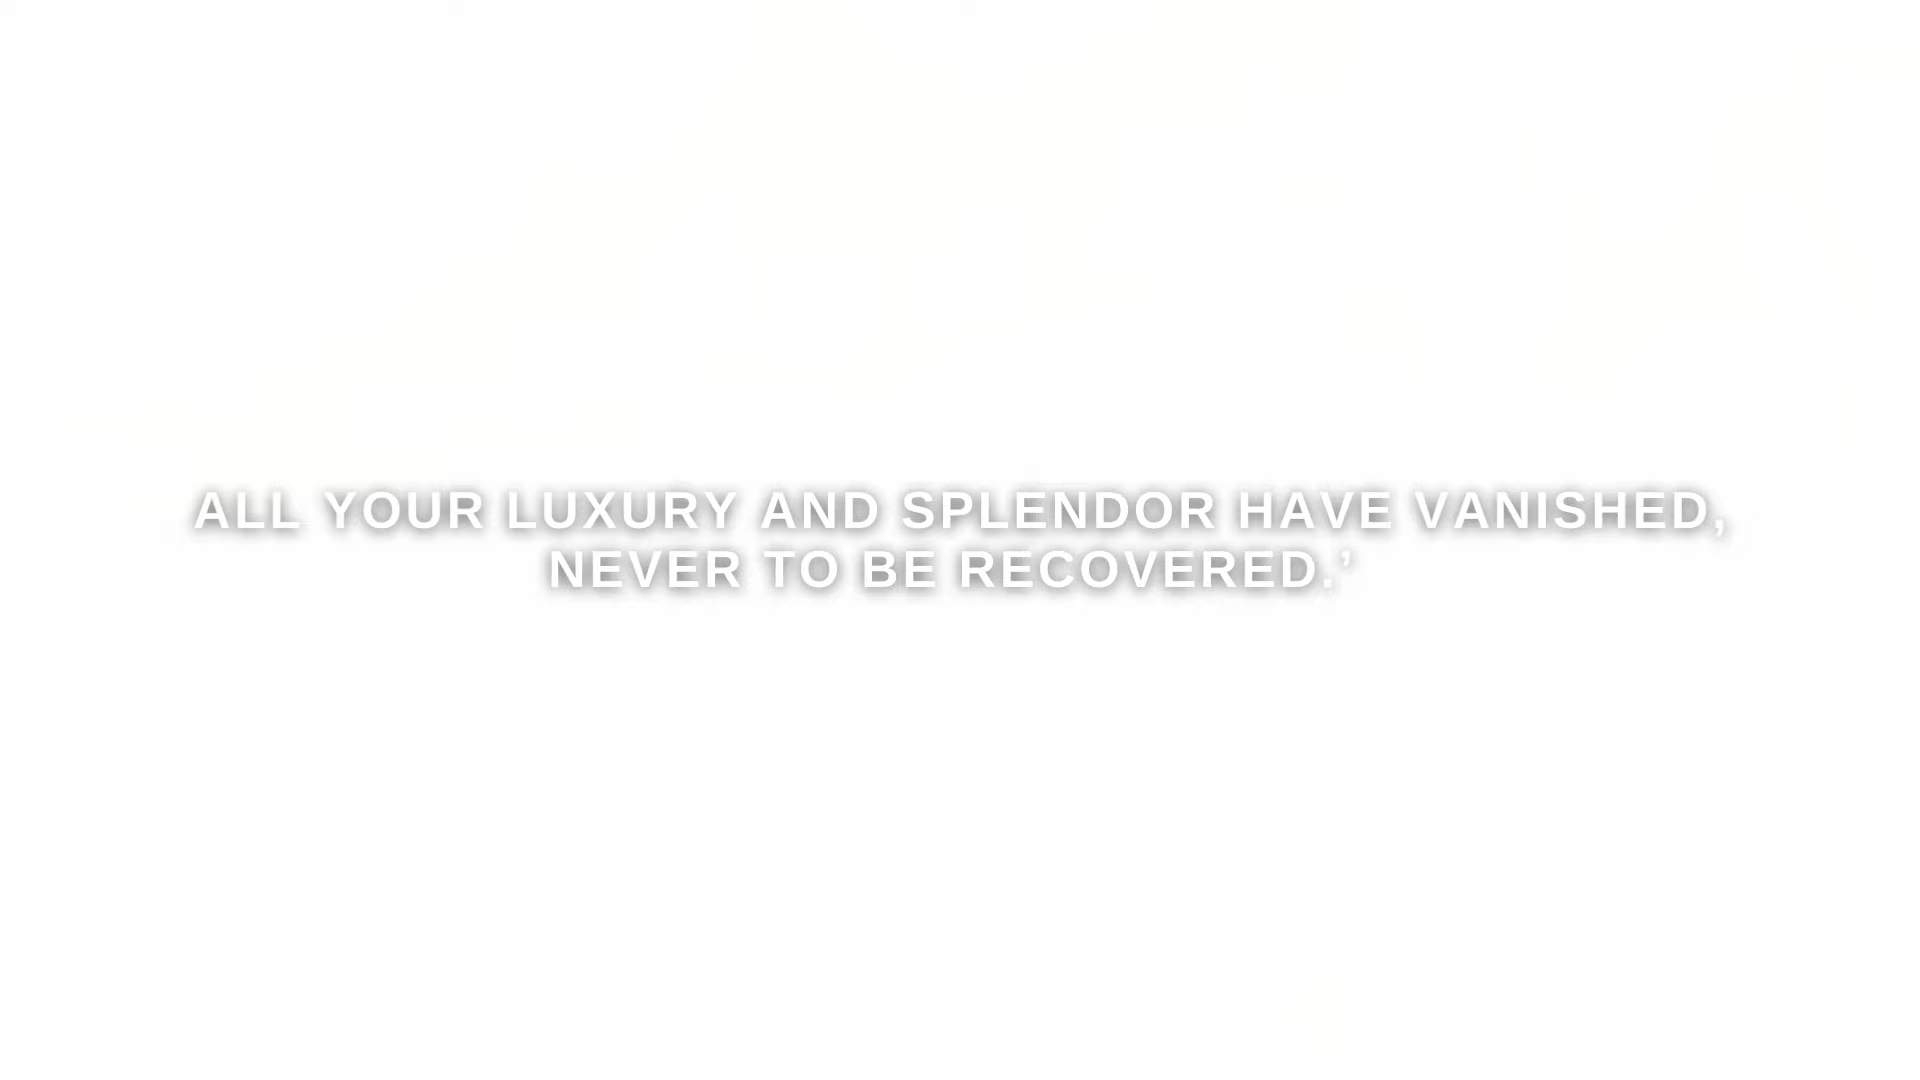 ALL YOUR LUXURY AND SPLENDOR HAVE VANISHED,
NEVER TO BE RECOVERED.’